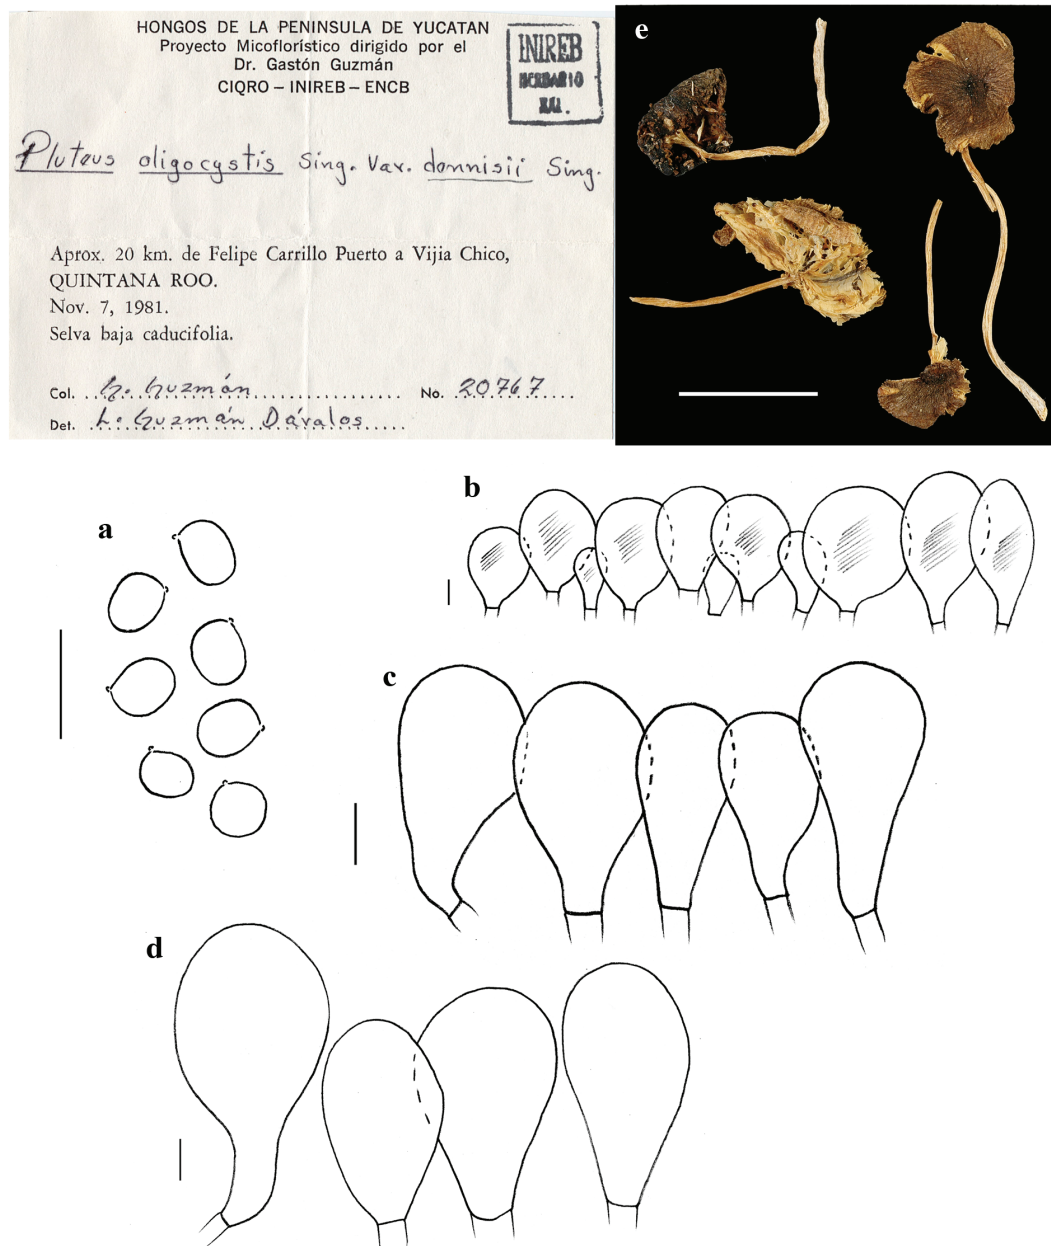 HONGOS DE LA PENINSULA DE YUCATAN
Proyecto Micoflorístico dirigido por el
Dr. Gastón Guzmán
CIQRO – INIREB – ENCB
INIREB
HERBARIO
XAL.
Pluteus oligocystis Sing. Var. dennisii Sing.
Aprox. 20 km. de Felipe Carrillo Puerto a Vijia Chico,
QUINTANA ROO.
Nov. 7, 1981.
Selva baja caducifolia.
Col. G. Guzmán No. 20767
Det. L. Guzmán Dávalos
e
b
a
c
d